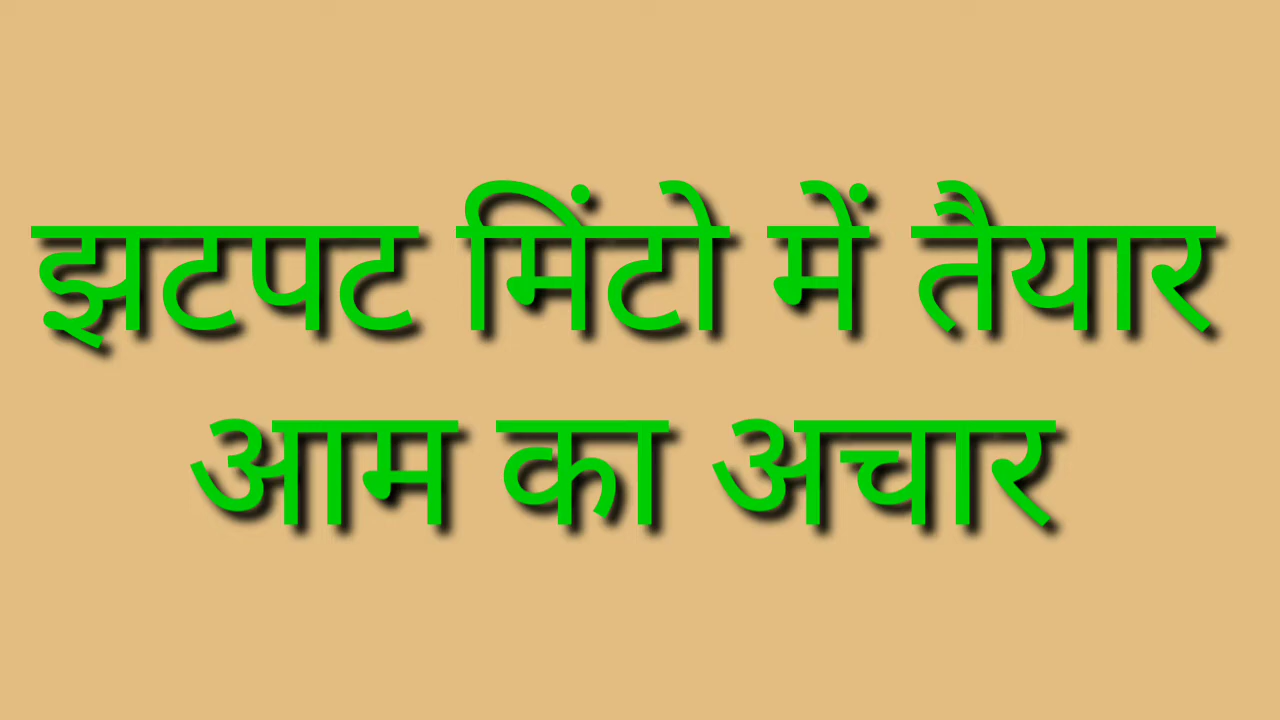 झटपट मिंटो में तैयार
आम का अचार